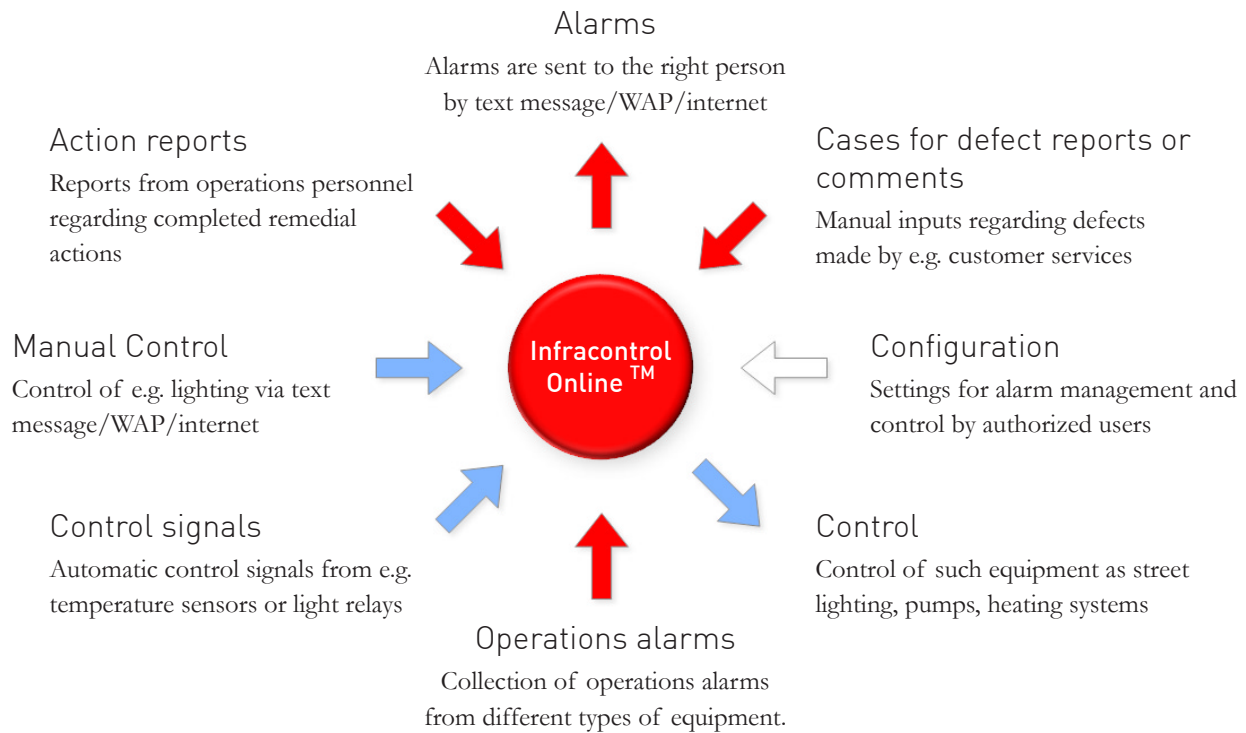 Alarms
Alarms are sent to the right person
by text message/WAP/internet
Action reports
Reports from operations personnel
regarding completed remedial
actions
Cases for defect reports or
comments
Manual inputs regarding defects
made by e.g. customer services
Manual Control
Control of e.g. lighting via text
message/WAP/internet
Infracontrol
Online TM
Configuration
Settings for alarm management and
control by authorized users
Control signals
Automatic control signals from e.g.
temperature sensors or light relays
Control
Control of such equipment as street
lighting, pumps, heating systems
Operations alarms
Collection of operations alarms
from different types of equipment.